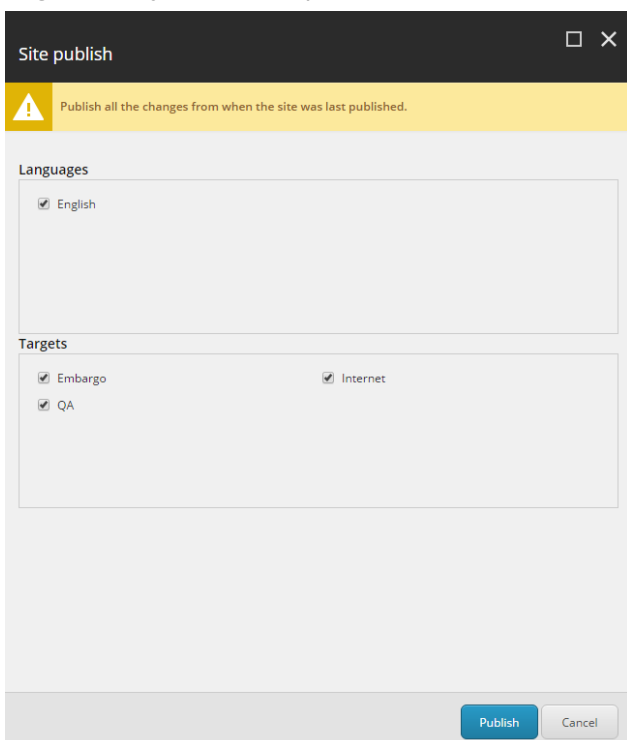 Site publish
Publish all the changes from when the site was last published.
Languages
English
Targets
Embargo
Internet
QA
Publish
Cancel